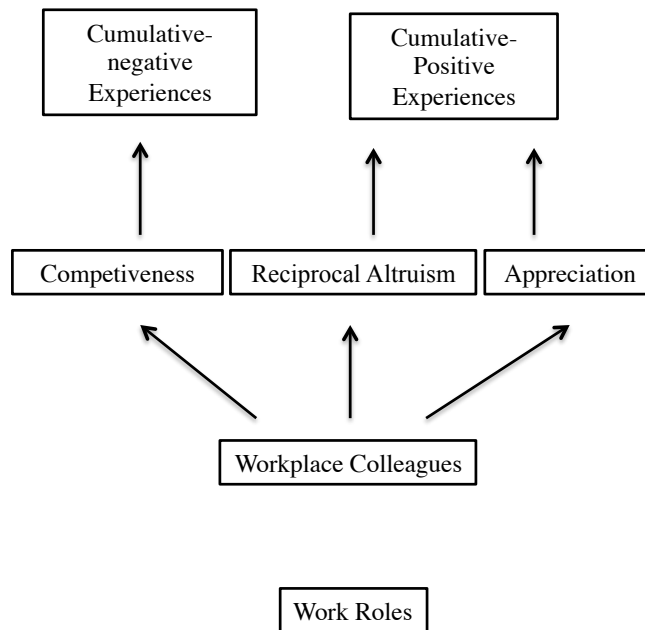 Cumulative-
negative
Experiences
Cumulative-
Positive
Experiences
Competiveness
Reciprocal Altruism
Appreciation
Workplace Colleagues
Work Roles